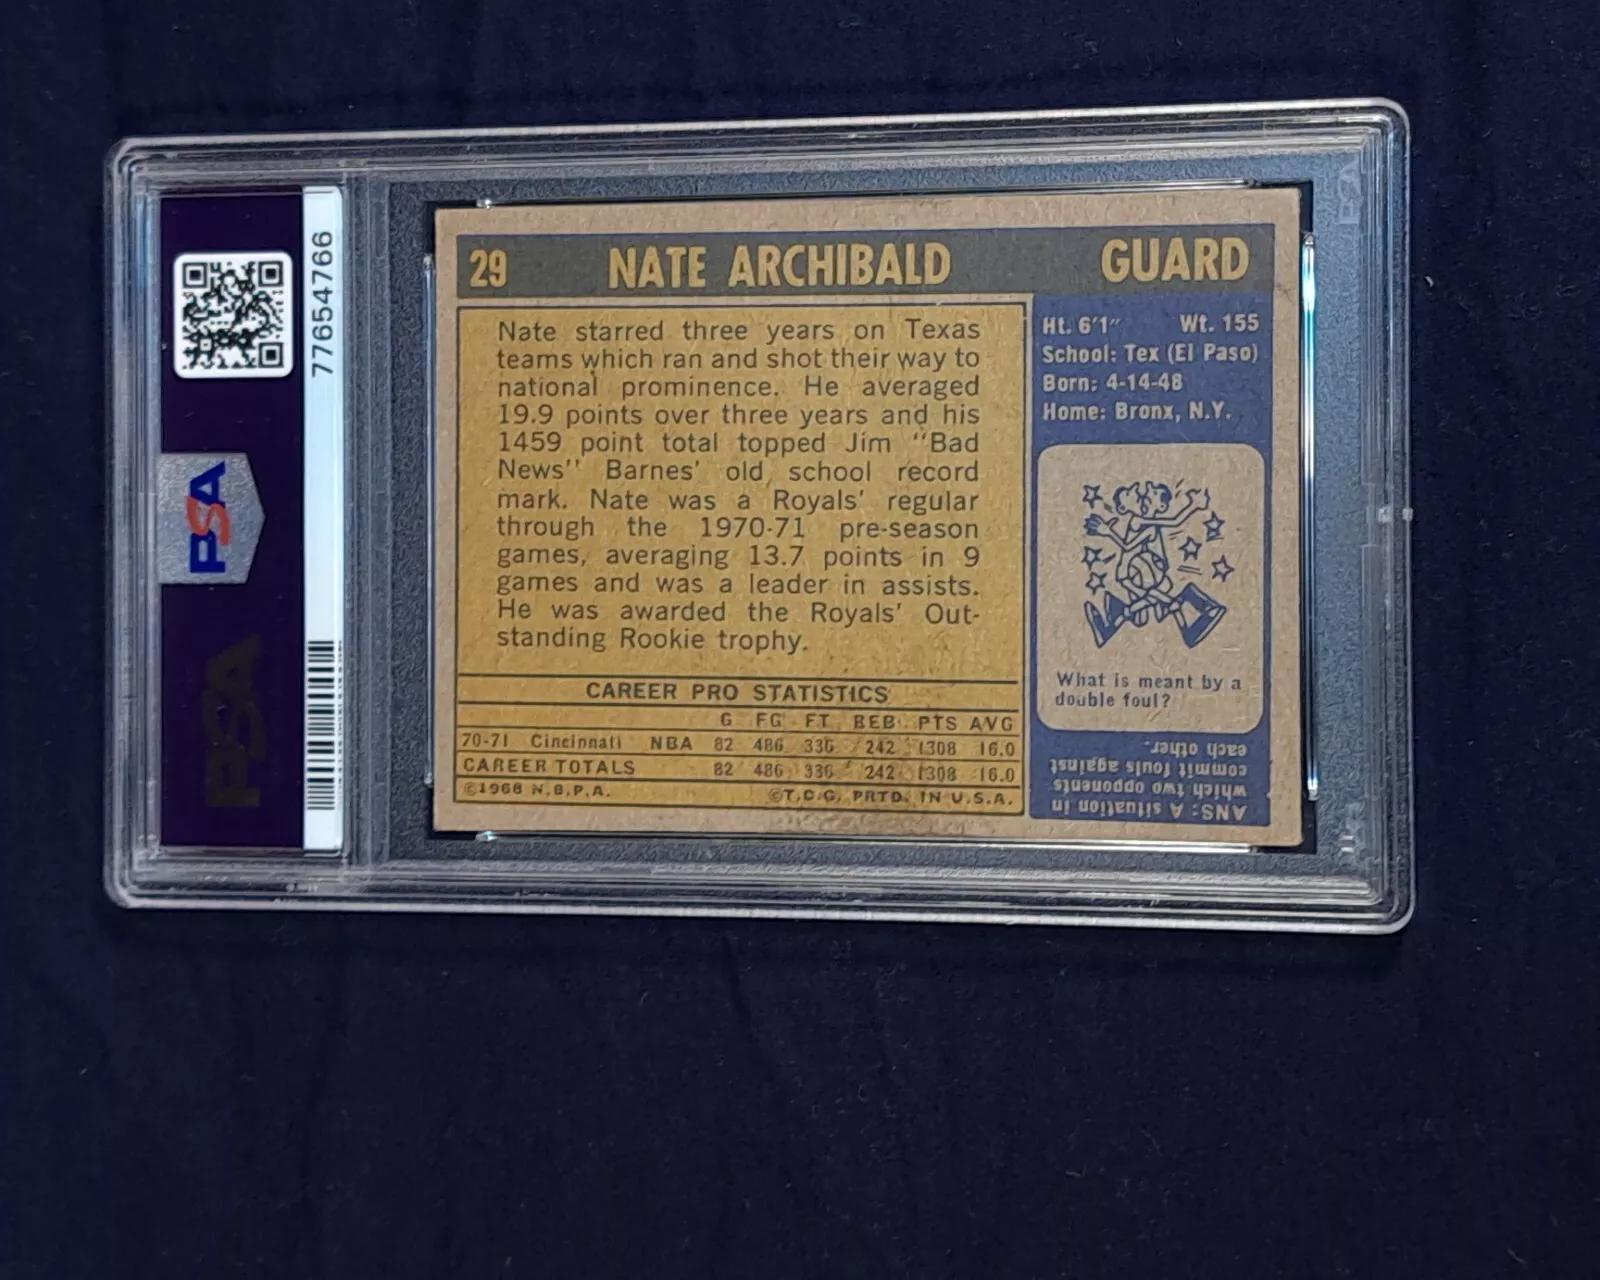 29 NATE ARCHIBALD GUARD
Nate starred three years on Texas
teams which ran and shot their way to
national prominence. He averaged
19.9 points over three years and his
1459 point total topped Jim "Bad
News" Barnes' old school record
mark. Nate was a Royals' regular
through the 1970-71 pre-season
games, averaging 13.7 points in 9
games and was a leader in assists.
He was awarded the Royals' Out-
standing Rookie trophy.
CAREER PRO STATISTICS
G FG FT REB PTS AVG
70-71 Cincinnati NBA 82 486 336 242 1308 16.0
CAREER TOTALS 82 486 336 242 1308 16.0
©1968 N.B.P.A. ©T.C.G. PRTD. IN U.S.A.
Ht. 6'1" Wt. 155
School: Tex (El Paso)
Born: 4-14-48
Home: Bronx, N.Y.
What is meant by a
double foul?
ANS: A situation in
which two opponents
commit fouls against
each other.
77654766
PSA
PSA
PSA